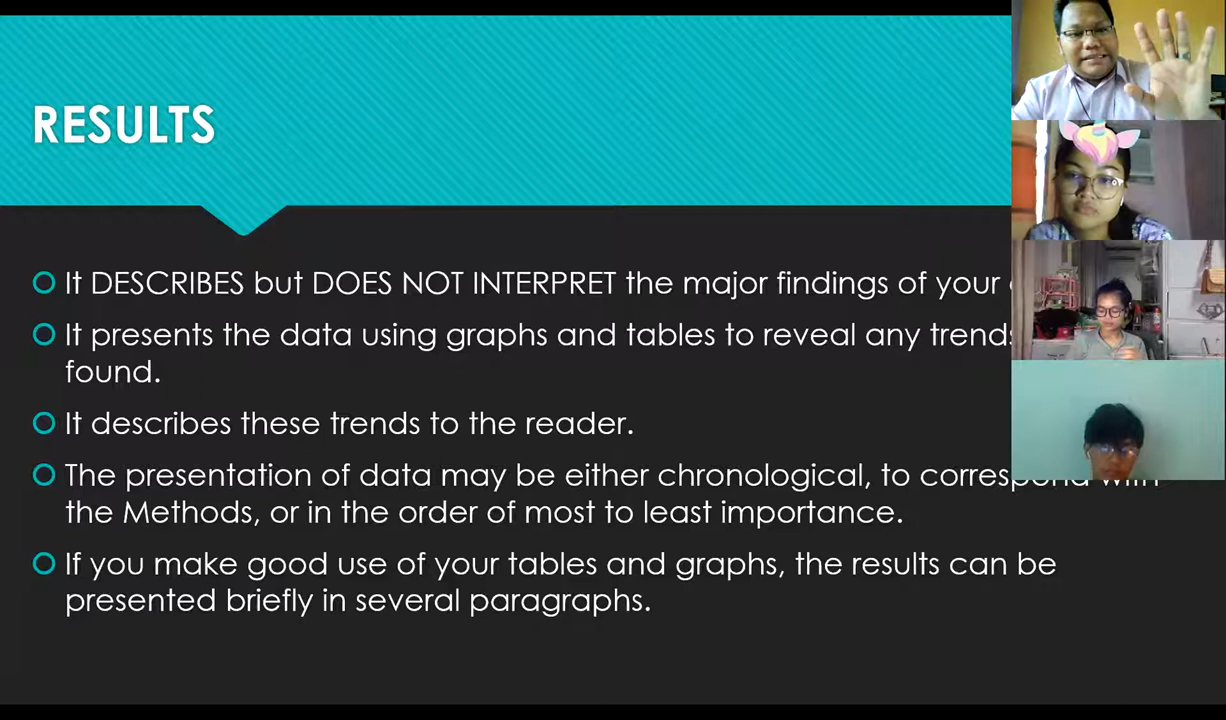 RESULTS
It DESCRIBES but DOES NOT INTERPRET the major findings of your
It presents the data using graphs and tables to reveal any trends
found.
It describes these trends to the reader.
The presentation of data may be either chronological, to correspond with
the Methods, or in the order of most to least importance.
If you make good use of your tables and graphs, the results can be
presented briefly in several paragraphs.